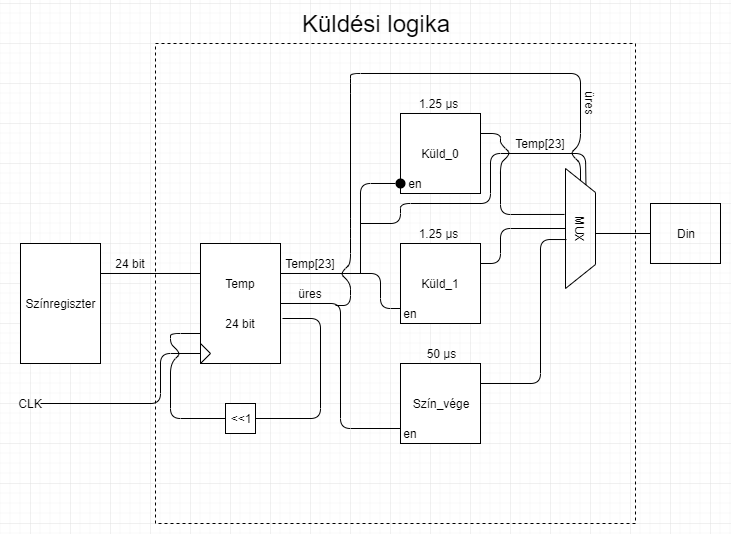 Küldési logika
üres
1.25 µs
Küld_0
en
Temp[23]
MUX
Din
24 bit
Színregiszter
Temp
24 bit
Temp[23]
üres
1.25 µs
Küld_1
en
50 µs
Szín_vége
en
CLK
<<1